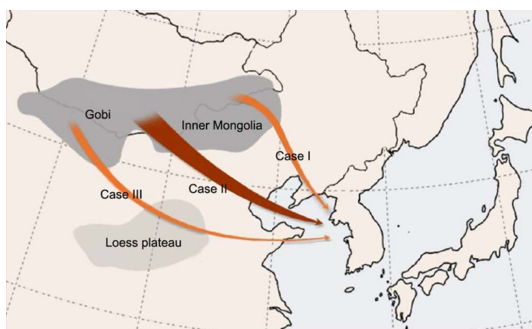 Gobi
Inner Mongolia
Case I
Case II
Case III
Loess plateau